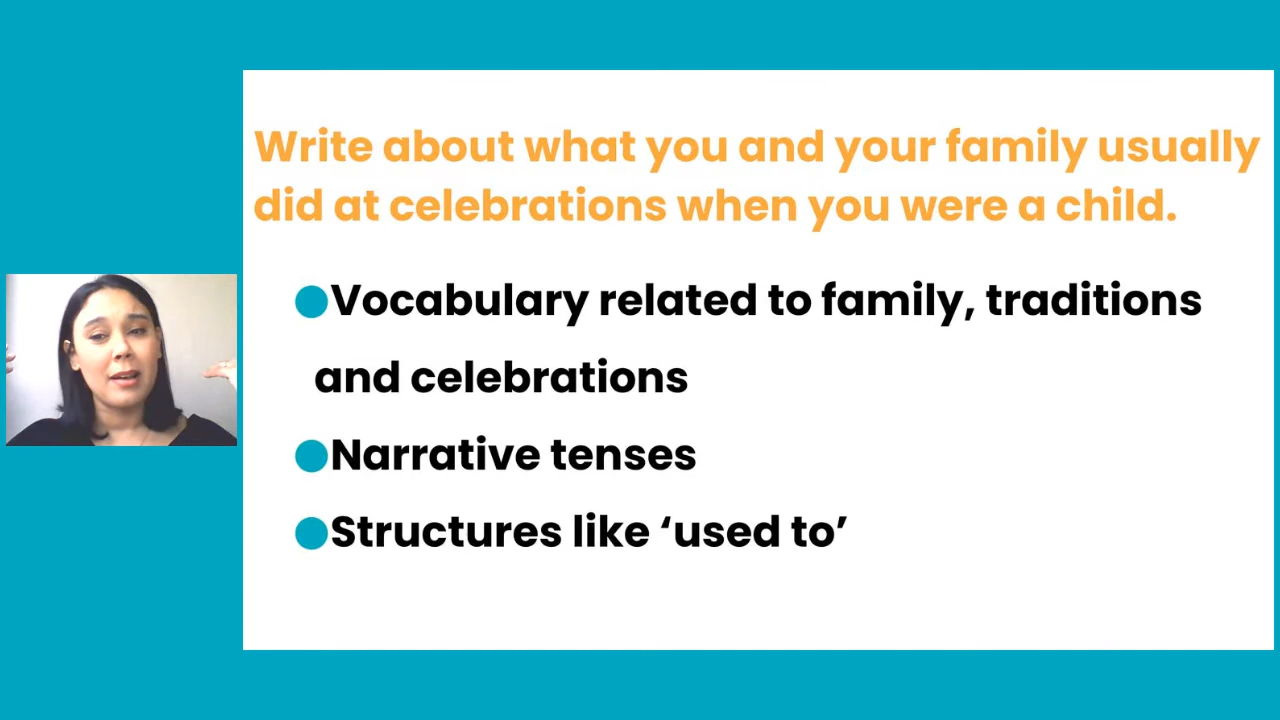 Write about what you and your family usually
did at celebrations when you were a child.
●Vocabulary related to family, traditions
and celebrations
●Narrative tenses
●Structures like ‘used to’